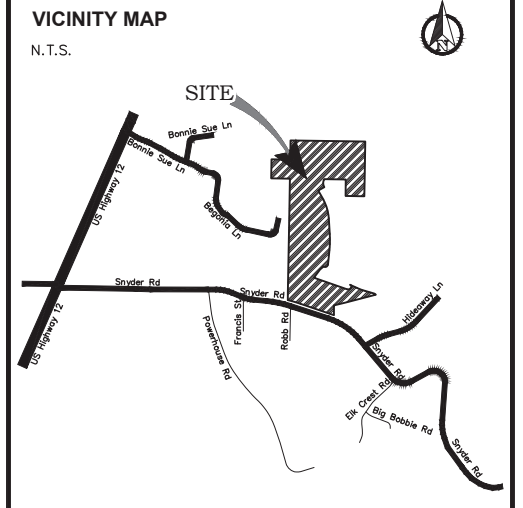 VICINITY MAP
N.T.S.
N
SITE
Bonnie Sue Ln
Bonnie Sue Ln
US Highway 12
Begonia Ln
Snyder Rd
Snyder Rd
Hideaway Ln
Francis St
Robb Rd
US Highway 12
Powerhouse Rd
Snyder Rd
Elk Crest Rd
Big Bobbie Rd
Snyder Rd